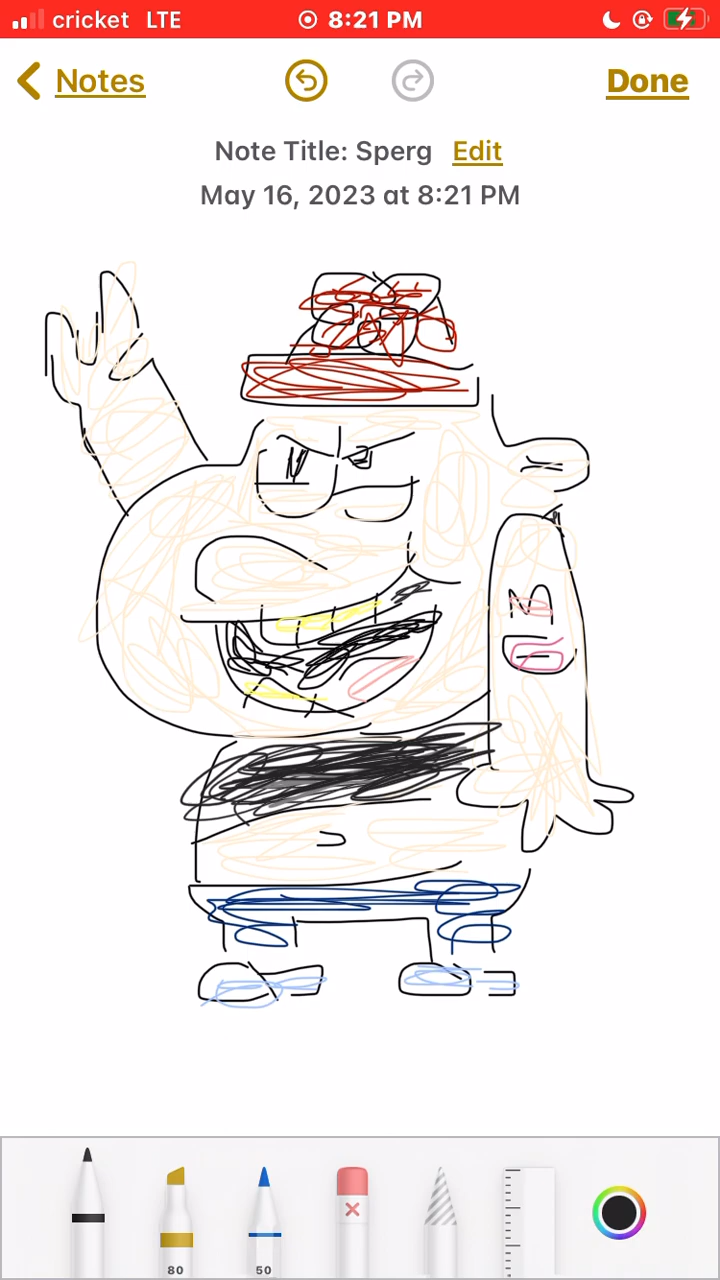 cricket LTE 8:21 PM
Notes Done
Note Title: Sperg Edit
May 16, 2023 at 8:21 PM
80 50